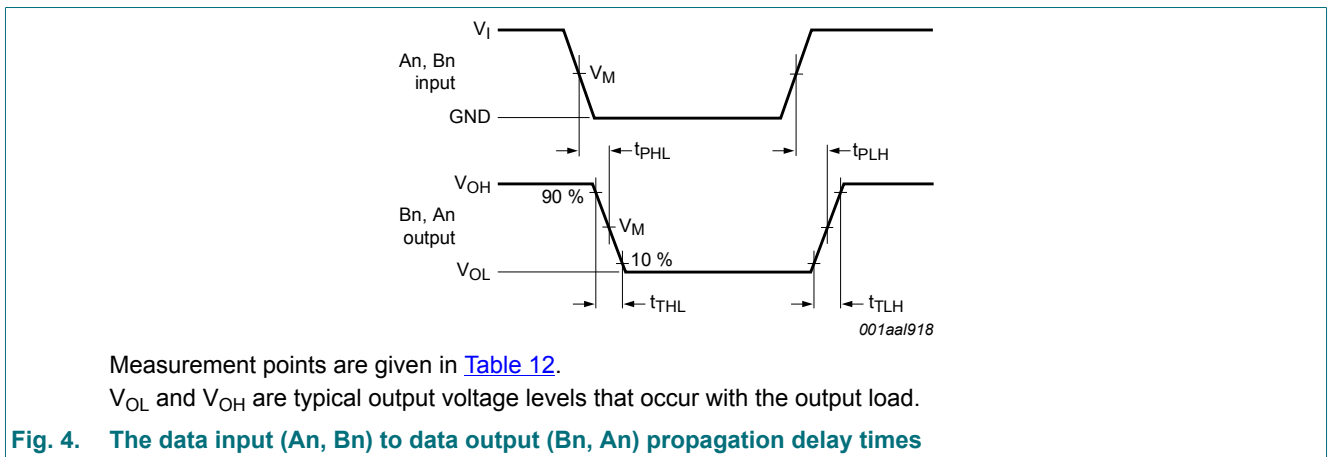 VI
An, Bn
input
VM
GND
tPHL
tPLH
VOH
90 %
Bn, An
output
VM
10 %
VOL
tTHL
tTLH
001aal918
Measurement points are given in Table 12.
VOL and VOH are typical output voltage levels that occur with the output load.
Fig. 4. The data input (An, Bn) to data output (Bn, An) propagation delay times